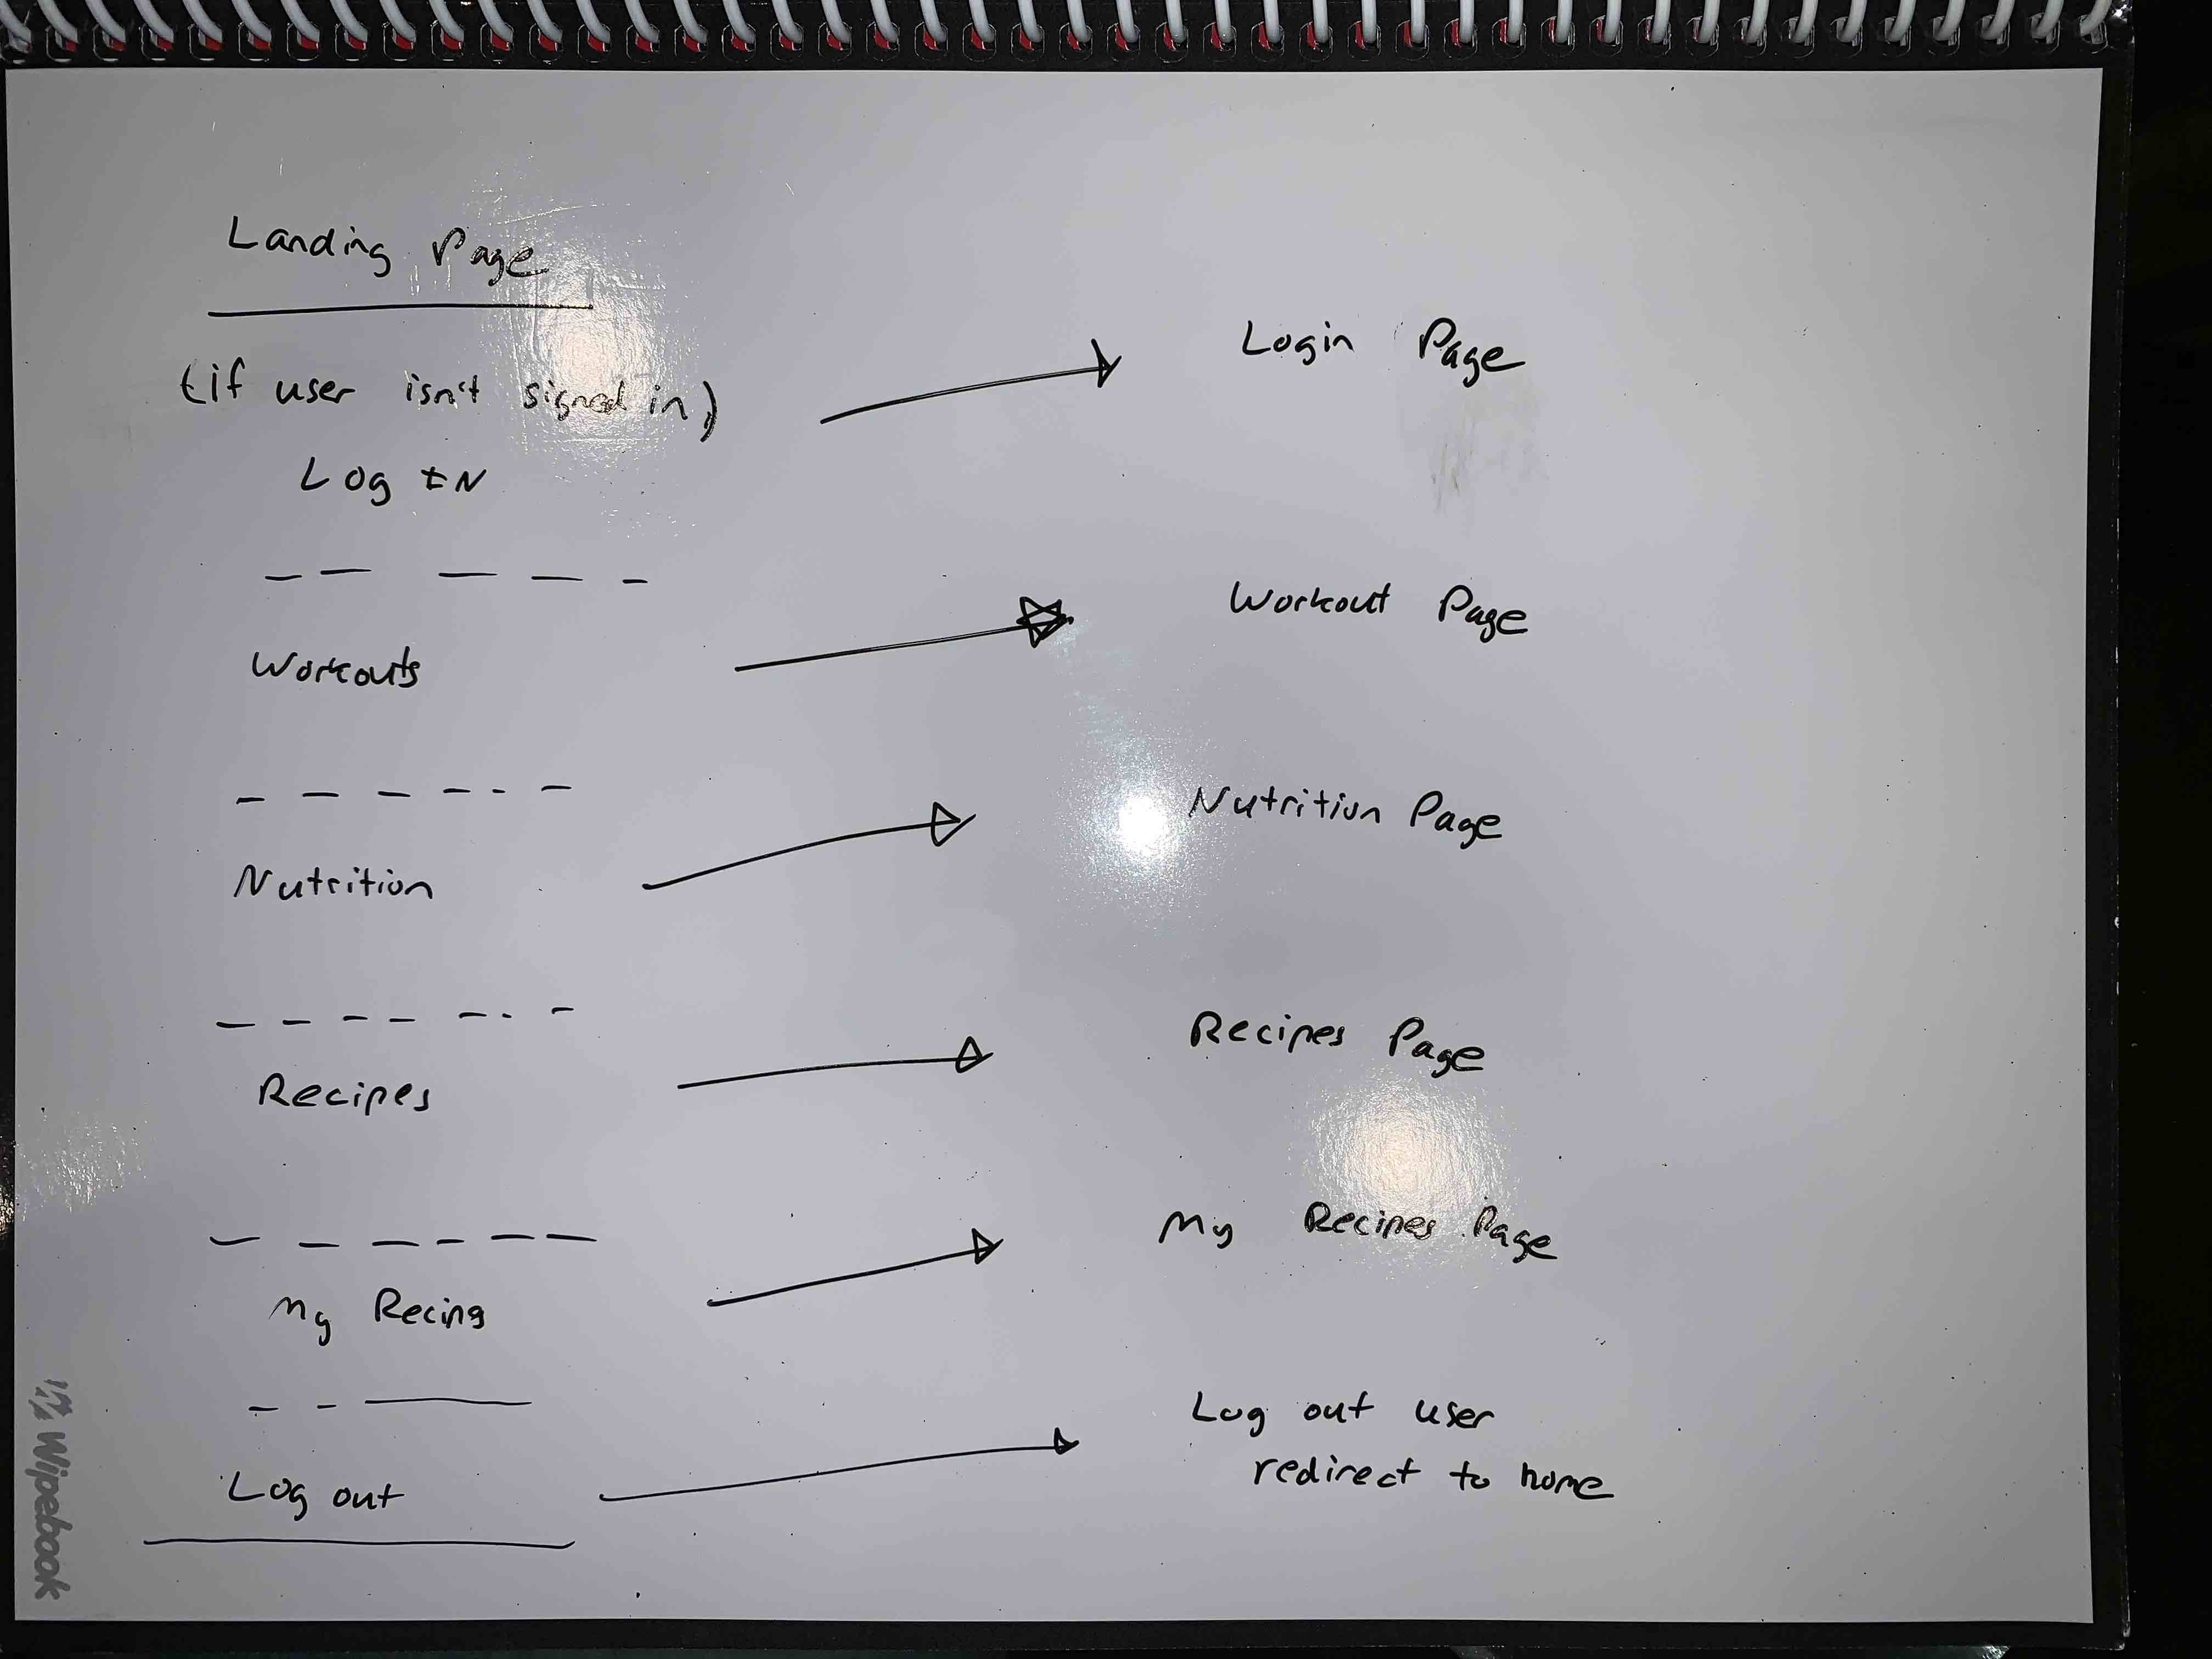 Landing Page
(if user isn't signed in)
Log IN
Login Page
Workouts
Workout Page
Nutrition
Nutrition Page
Recipes
Recipes Page
My Recipes
My Recipes Page
Log out
Log out user
redirect to home
Wipebook